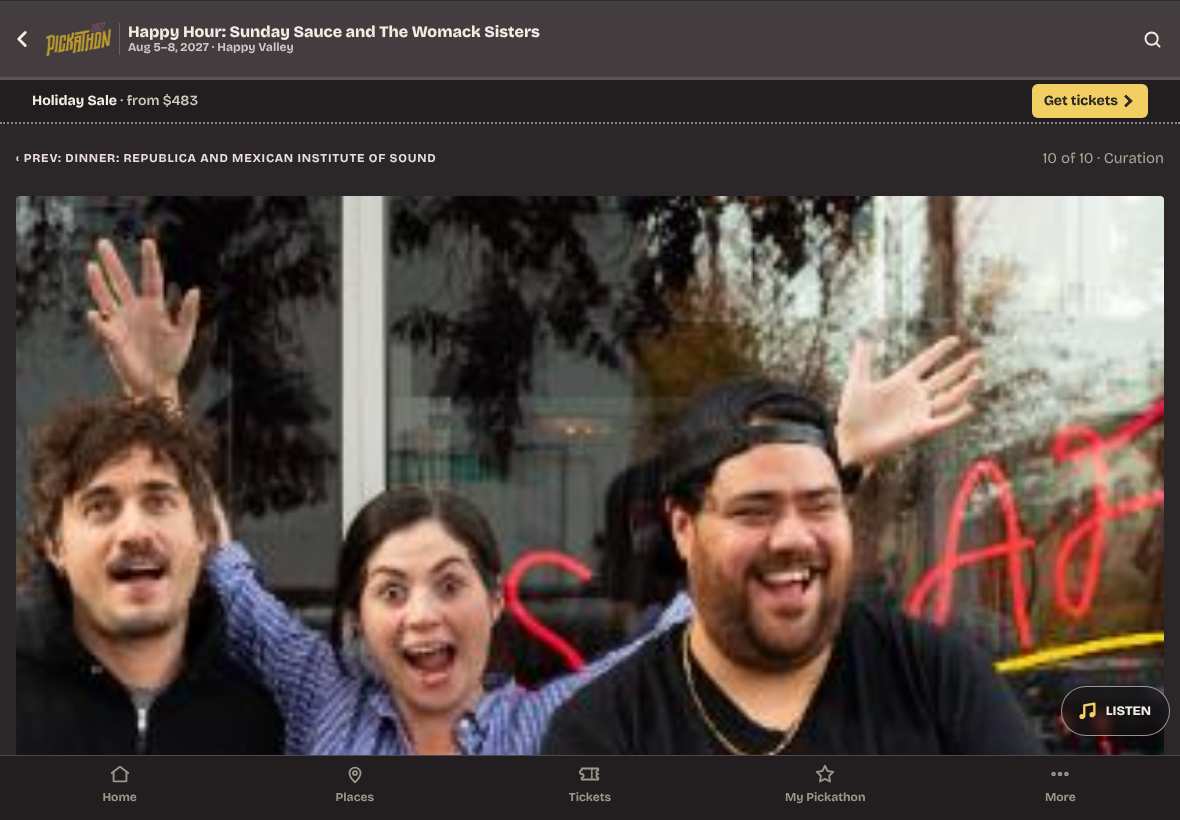 PICKATHON
Happy Hour: Sunday Sauce and The Womack Sisters
Aug 5–8, 2027 · Happy Valley
Holiday Sale · from $483
Get tickets
‹ PREV: DINNER: REPUBLICA AND MEXICAN INSTITUTE OF SOUND
10 of 10 · Curation
LISTEN
Home
Places
Tickets
My Pickathon
More